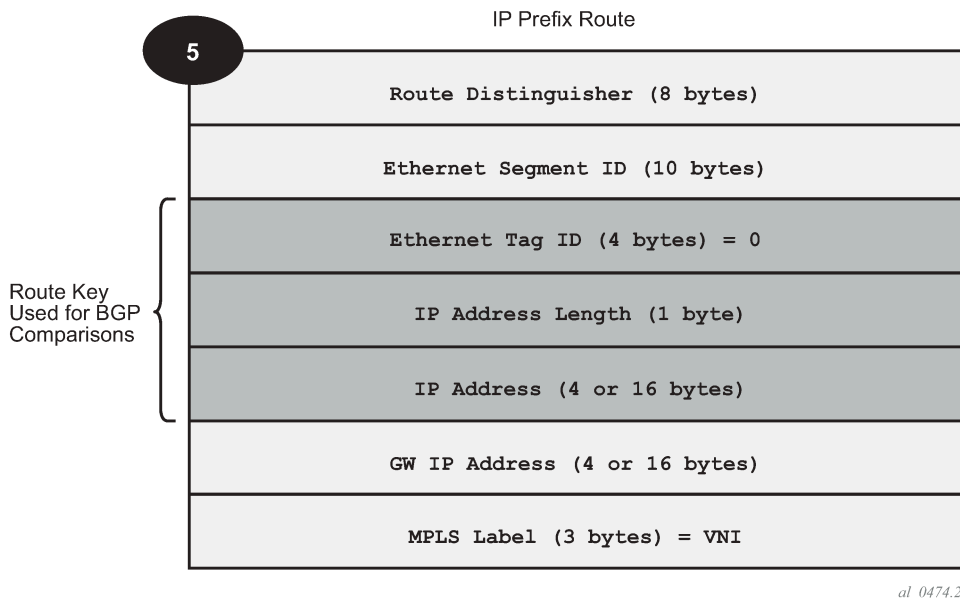 IP Prefix Route
5
Route Distinguisher (8 bytes)
Ethernet Segment ID (10 bytes)
Ethernet Tag ID (4 bytes) = 0
IP Address Length (1 byte)
IP Address (4 or 16 bytes)
GW IP Address (4 or 16 bytes)
MPLS Label (3 bytes) = VNI
Route Key
Used for BGP
Comparisons
al_0474.2